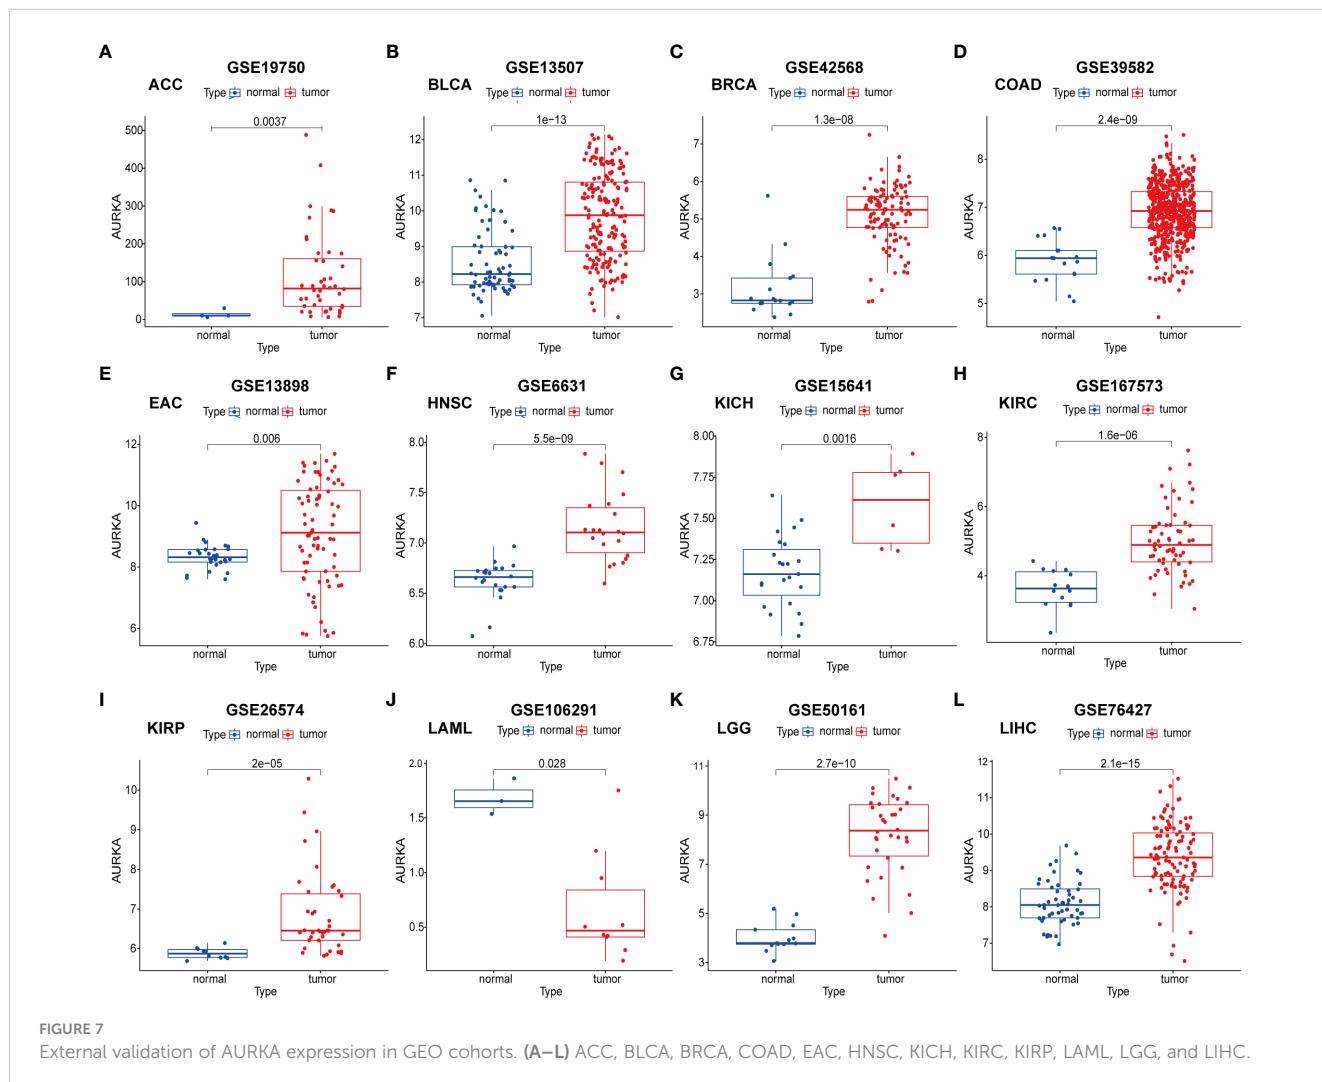 A
GSE19750
ACC
Type normal tumor
0.0037
500
400
300
200
100
0
AURKA
normal tumor
Type
B
GSE13507
BLCA
Type normal tumor
1e−13
12
11
10
9
8
7
AURKA
normal tumor
Type
C
GSE42568
BRCA
Type normal tumor
1.3e−08
7
6
5
4
3
AURKA
normal tumor
Type
D
GSE39582
COAD
Type normal tumor
2.4e−09
8
7
6
5
AURKA
normal tumor
Type
E
GSE13898
EAC
Type normal tumor
0.006
12
10
8
6
AURKA
normal tumor
Type
F
GSE6631
HNSC
Type normal tumor
5.5e−09
8.0
7.5
7.0
6.5
6.0
AURKA
normal tumor
Type
G
GSE15641
KICH
Type normal tumor
0.0016
8.00
7.75
7.50
7.25
7.00
6.75
AURKA
normal tumor
Type
H
GSE167573
KIRC
Type normal tumor
1.6e−06
8
6
4
AURKA
normal tumor
Type
I
GSE26574
KIRP
Type normal tumor
2e−05
10
9
8
7
6
AURKA
normal tumor
Type
J
GSE106291
LAML
Type normal tumor
0.028
2.0
1.5
1.0
0.5
AURKA
normal tumor
Type
K
GSE50161
LGG
Type normal tumor
2.7e−10
11
9
7
5
3
AURKA
normal tumor
Type
L
GSE76427
LIHC
Type normal tumor
2.1e−15
12
11
10
9
8
7
AURKA
normal tumor
Type
FIGURE 7
External validation of AURKA expression in GEO cohorts. (A–L) ACC, BLCA, BRCA, COAD, EAC, HNSC, KICH, KIRC, KIRP, LAML, LGG, and LIHC.